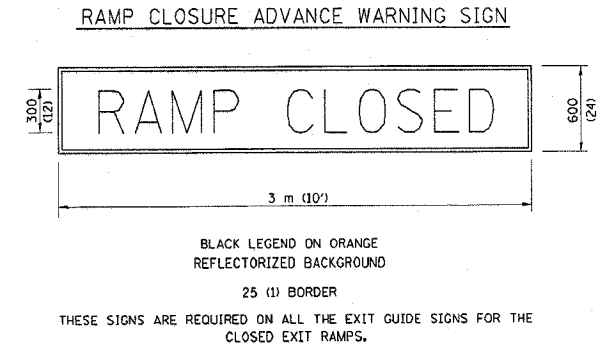 RAMP CLOSURE ADVANCE WARNING SIGN
300
(12)
RAMP CLOSED
600
(24)
3 m (10')
BLACK LEGEND ON ORANGE
REFLECTORIZED BACKGROUND
25 (1) BORDER
THESE SIGNS ARE REQUIRED ON ALL THE EXIT GUIDE SIGNS FOR THE
CLOSED EXIT RAMPS.